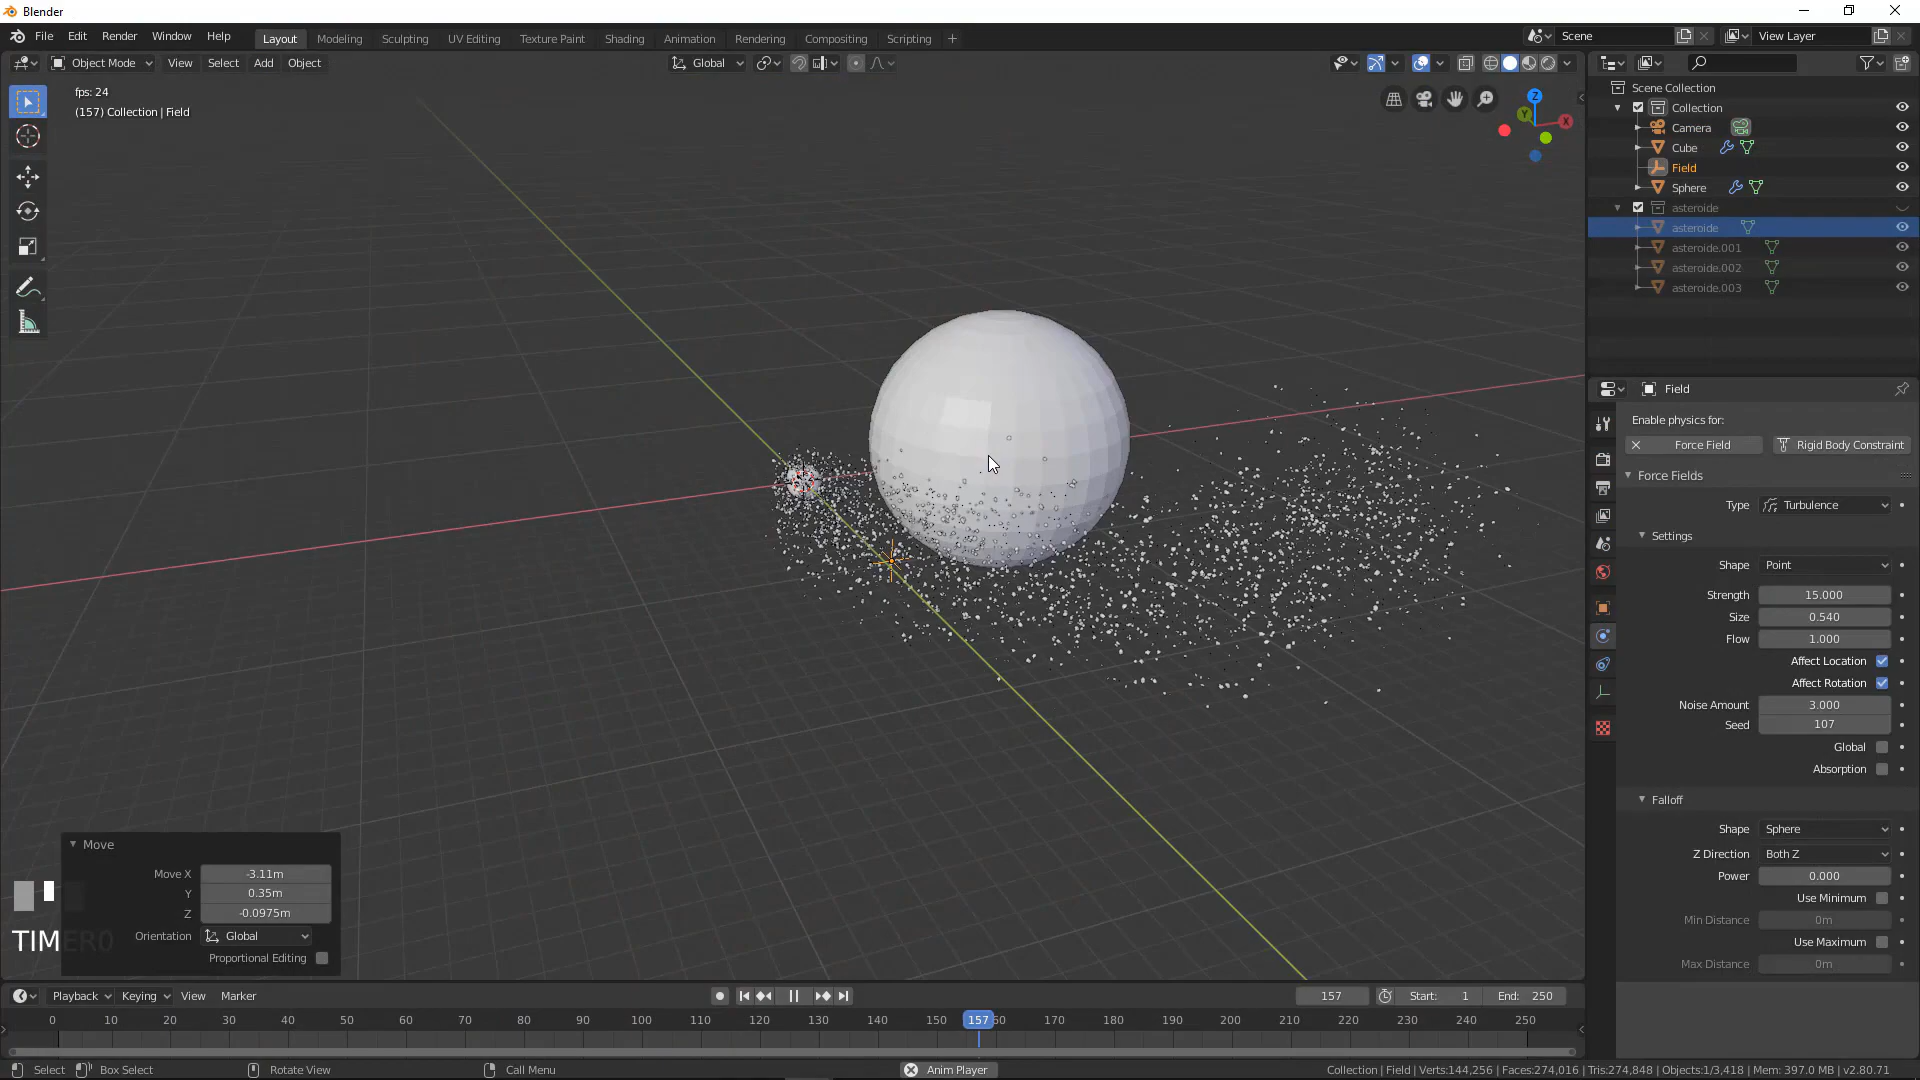 Blender
File Edit Render Window Help
Layout Modeling Sculpting UV Editing Texture Paint Shading Animation Rendering Compositing Scripting +
Scene
View Layer
Object Mode View Select Add Object
Global
fps: 24
(157) Collection | Field
Z
Y
X
Scene Collection
Collection
Camera
Cube
Field
Sphere
asteroide
asteroide
asteroide.001
asteroide.002
asteroide.003
Field
Enable physics for:
Force Field Rigid Body Constraint
Force Fields
Type Turbulence
Settings
Shape Point
Strength 15.000
Size 0.540
Flow 1.000
Affect Location
Affect Rotation
Noise Amount 3.000
Seed 107
Global
Absorption
Falloff
Shape Sphere
Z Direction Both Z
Power 0.000
Use Minimum
Min Distance 0m
Use Maximum
Max Distance 0m
Move
Move X -3.11m
Y 0.35m
Z -0.0975m
Orientation Global
Proportional Editing
TIMER0
Playback Keying View Marker
157 Start: 1 End: 250
0 10 20 30 40 50 60 70 80 90 100 110 120 130 140 150 157 60 170 180 190 200 210 220 230 240 250
Select Box Select Rotate View Call Menu Anim Player
Collection | Field | Verts:144,256 | Faces:274,016 | Tris:274,848 | Objects:1/3,418 | Mem: 397.0 MB | v2.80.71